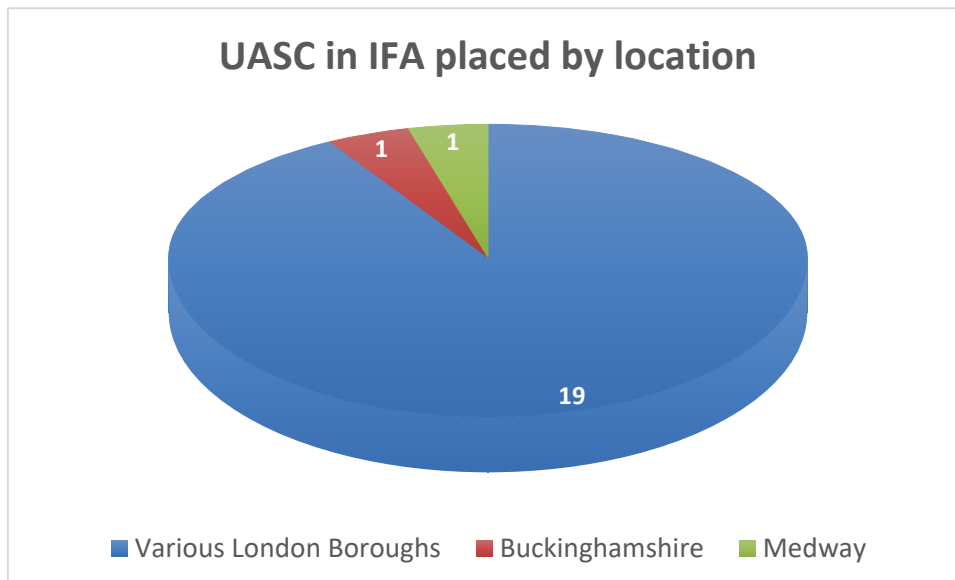 UASC in IFA placed by location
1
1
19
Various London Boroughs
Buckinghamshire
Medway